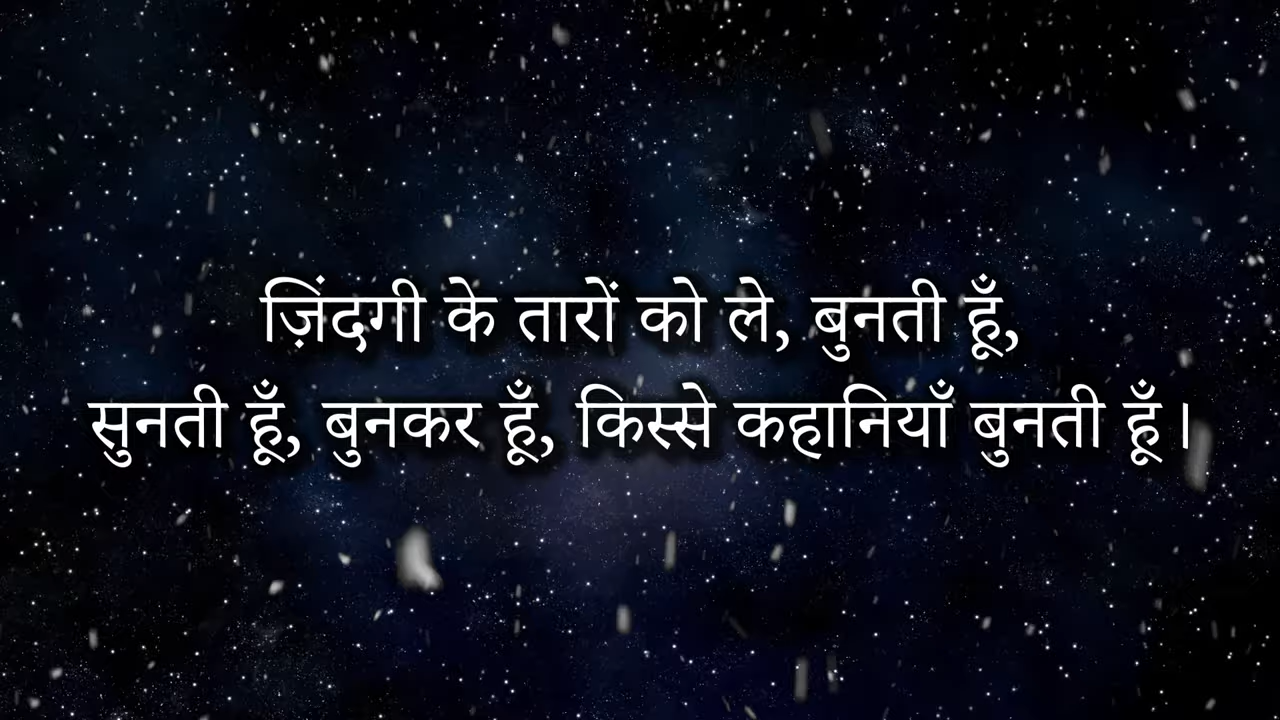 ज़िंदगी के तारों को ले, बुनती हूँ,
सुनती हूँ, बुनकर हूँ, किस्से कहानियाँ बुनती हूँ।